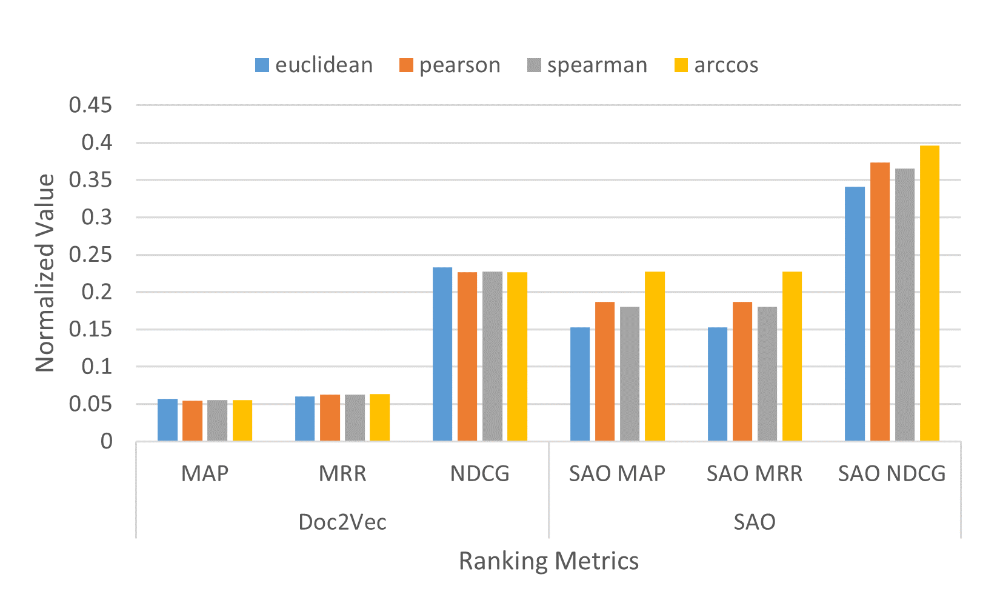 euclidean pearson spearman arccos
0.45
0.4
0.35
0.3
0.25
0.2
0.15
0.1
0.05
0
Normalized Value
MAP MRR NDCG SAO MAP SAO MRR SAO NDCG
Doc2Vec SAO
Ranking Metrics